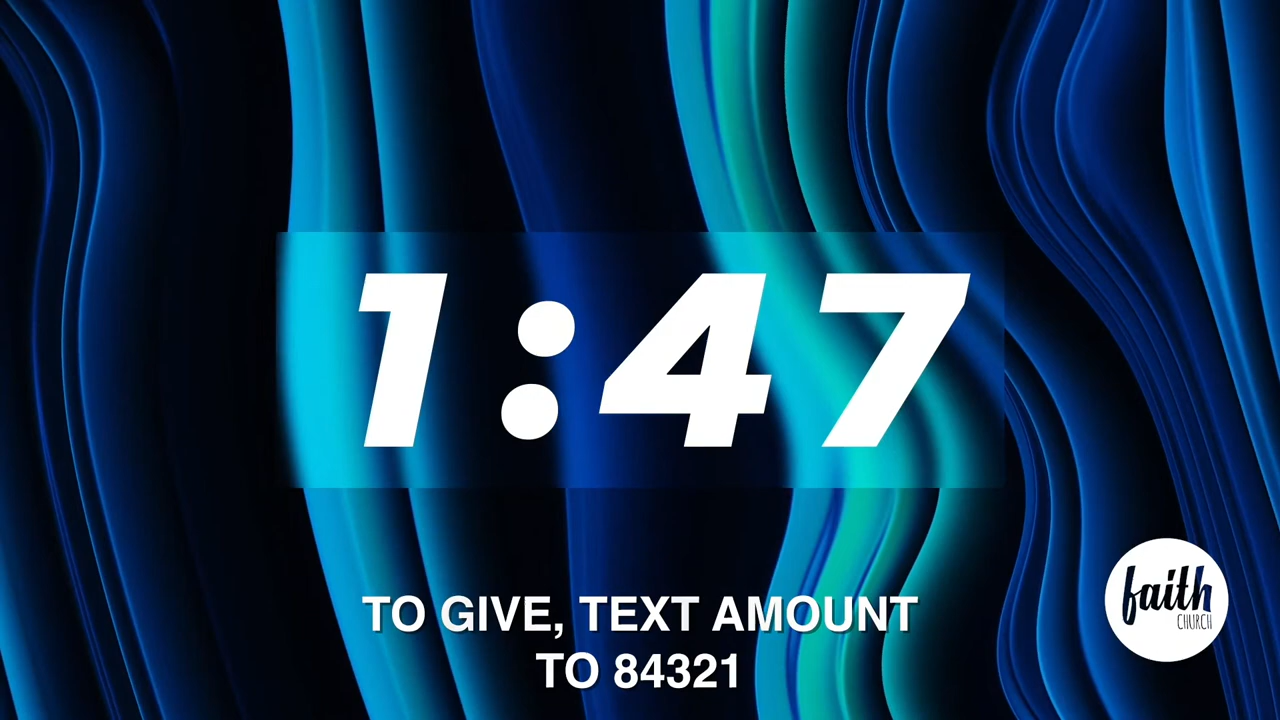 1:47
TO GIVE, TEXT AMOUNT
TO 84321
faith
CHURCH